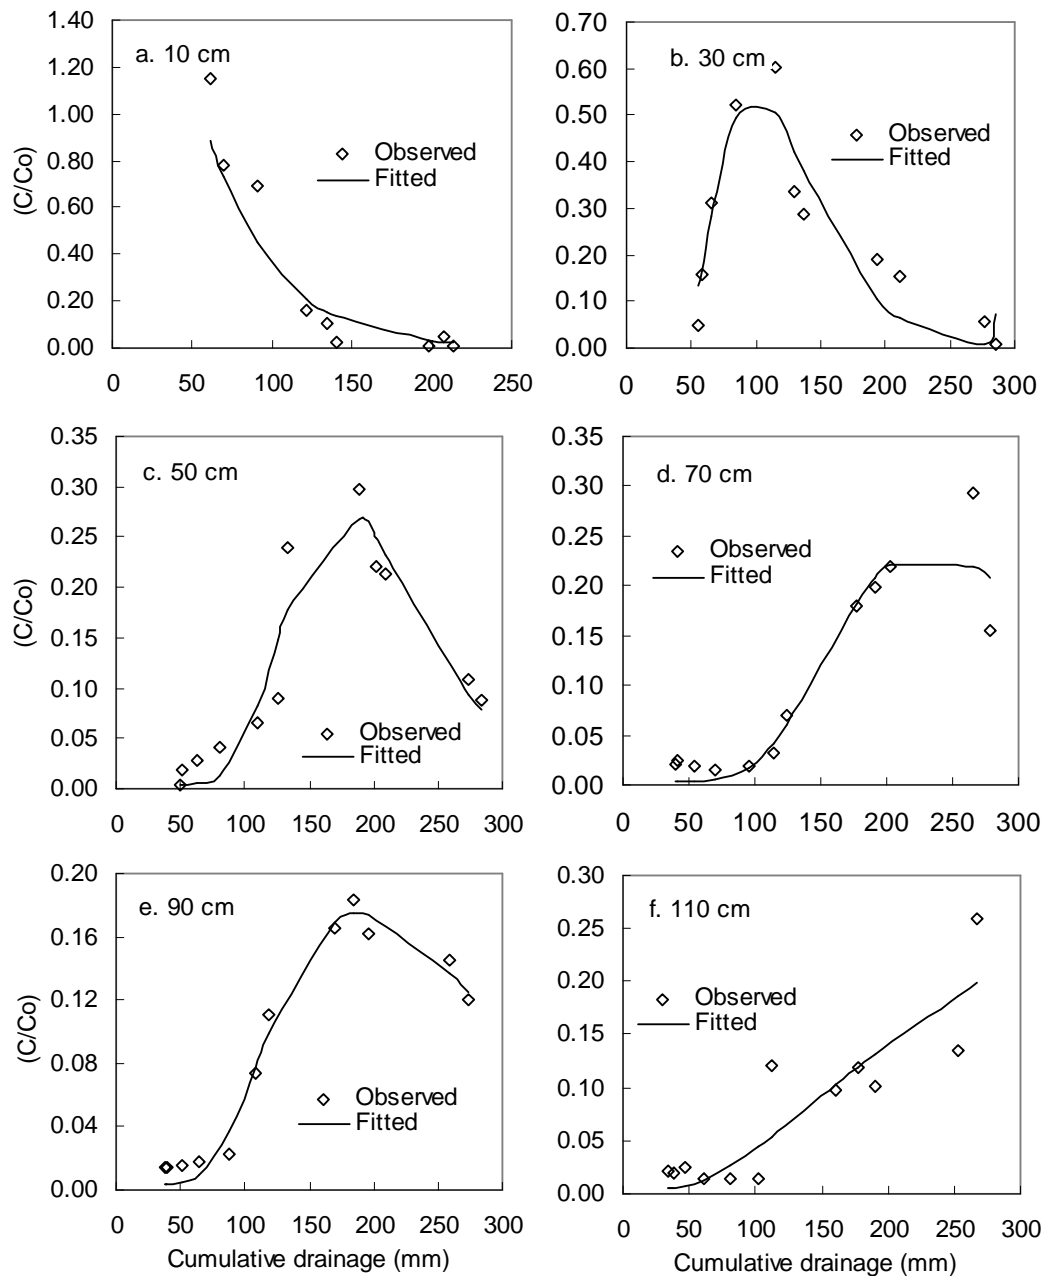 a. 10 cm
1.40
1.20
1.00
0.80
0.60
0.40
0.20
0.00
(C/Co)
Observed
Fitted
0 50 100 150 200 250
b. 30 cm
0.70
0.60
0.50
0.40
0.30
0.20
0.10
0.00
Observed
Fitted
0 50 100 150 200 250 300
c. 50 cm
0.35
0.30
0.25
0.20
0.15
0.10
0.05
0.00
(C/Co)
Observed
Fitted
0 50 100 150 200 250 300
d. 70 cm
0.35
0.30
0.25
0.20
0.15
0.10
0.05
0.00
Observed
Fitted
0 50 100 150 200 250 300
e. 90 cm
0.20
0.16
0.12
0.08
0.04
0.00
(C/Co)
Observed
Fitted
0 50 100 150 200 250 300
Cumulative drainage (mm)
f. 110 cm
0.30
0.25
0.20
0.15
0.10
0.05
0.00
Observed
Fitted
0 50 100 150 200 250 300
Cumulative drainage (mm)